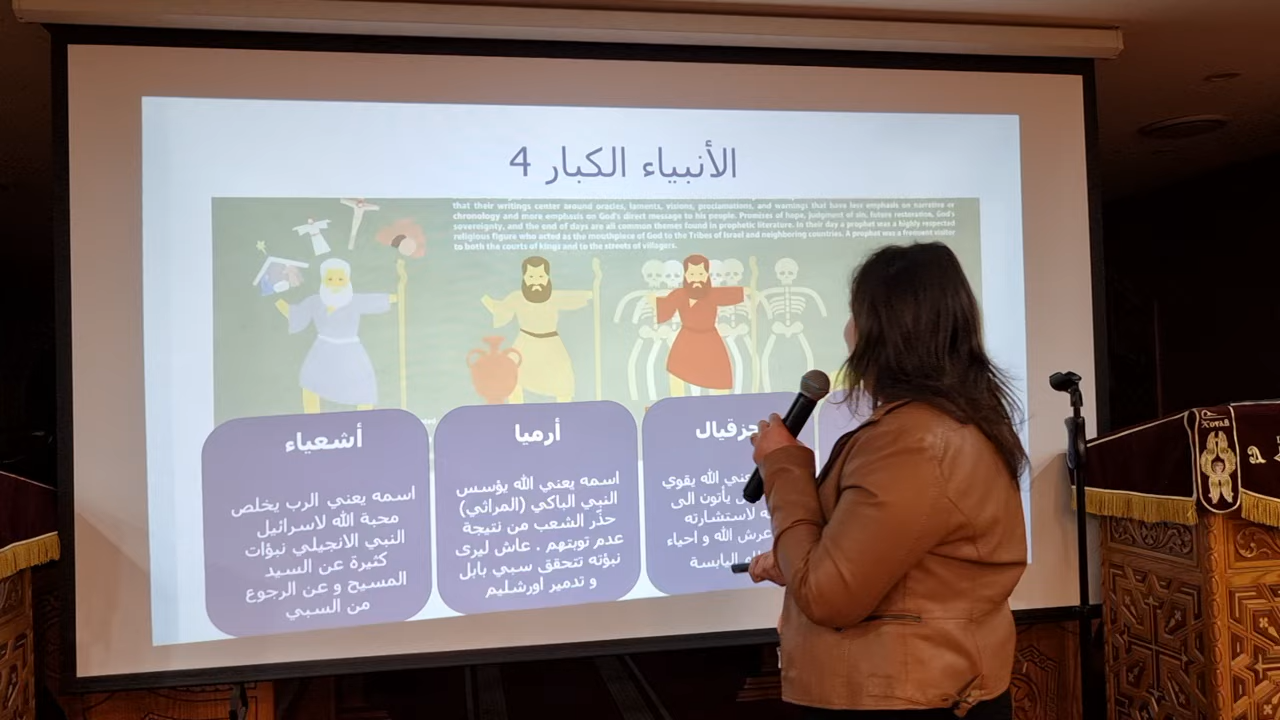 الأنبياء الكبار 4
that their writings center around oracles, laments, visions, proclamations, and warnings that have less emphasis on narrative or
chronology and more emphasis on God's direct message to his people. Promises of hope, judgment of sin, future restoration, God's
sovereignty, and the end of days are all common themes found in prophetic literature. In their day a prophet was a highly respected
religious figure who acted as the mouthpiece of God to the Tribes of Israel and neighboring countries. A prophet was a frequent visitor
to both the courts of kings and to the streets of villagers.
أشعياء
اسمه يعني الرب يخلص
محبة الله لاسرائيل
النبي الانجيلي نبؤات
كثيرة عن السيد
المسيح و عن الرجوع
من السبي
أرميا
اسمه يعني الله يؤسس
النبي الباكي (المراثي)
حذّر الشعب من نتيجة
عدم توبتهم . عاش ليرى
نبؤته تتحقق سبي بابل
و تدمير اورشليم
حزقيال
يعني الله يقوي
يأتون الى
لاستشارته
عرش الله و احياء
اليابسة